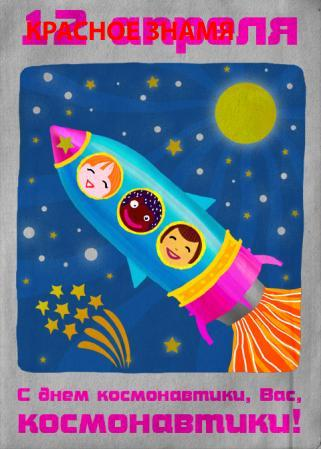 12 апреля
КРАСНОЕ ЗНАМЯ
С днем космонавтики, Вас,
космонавтики!